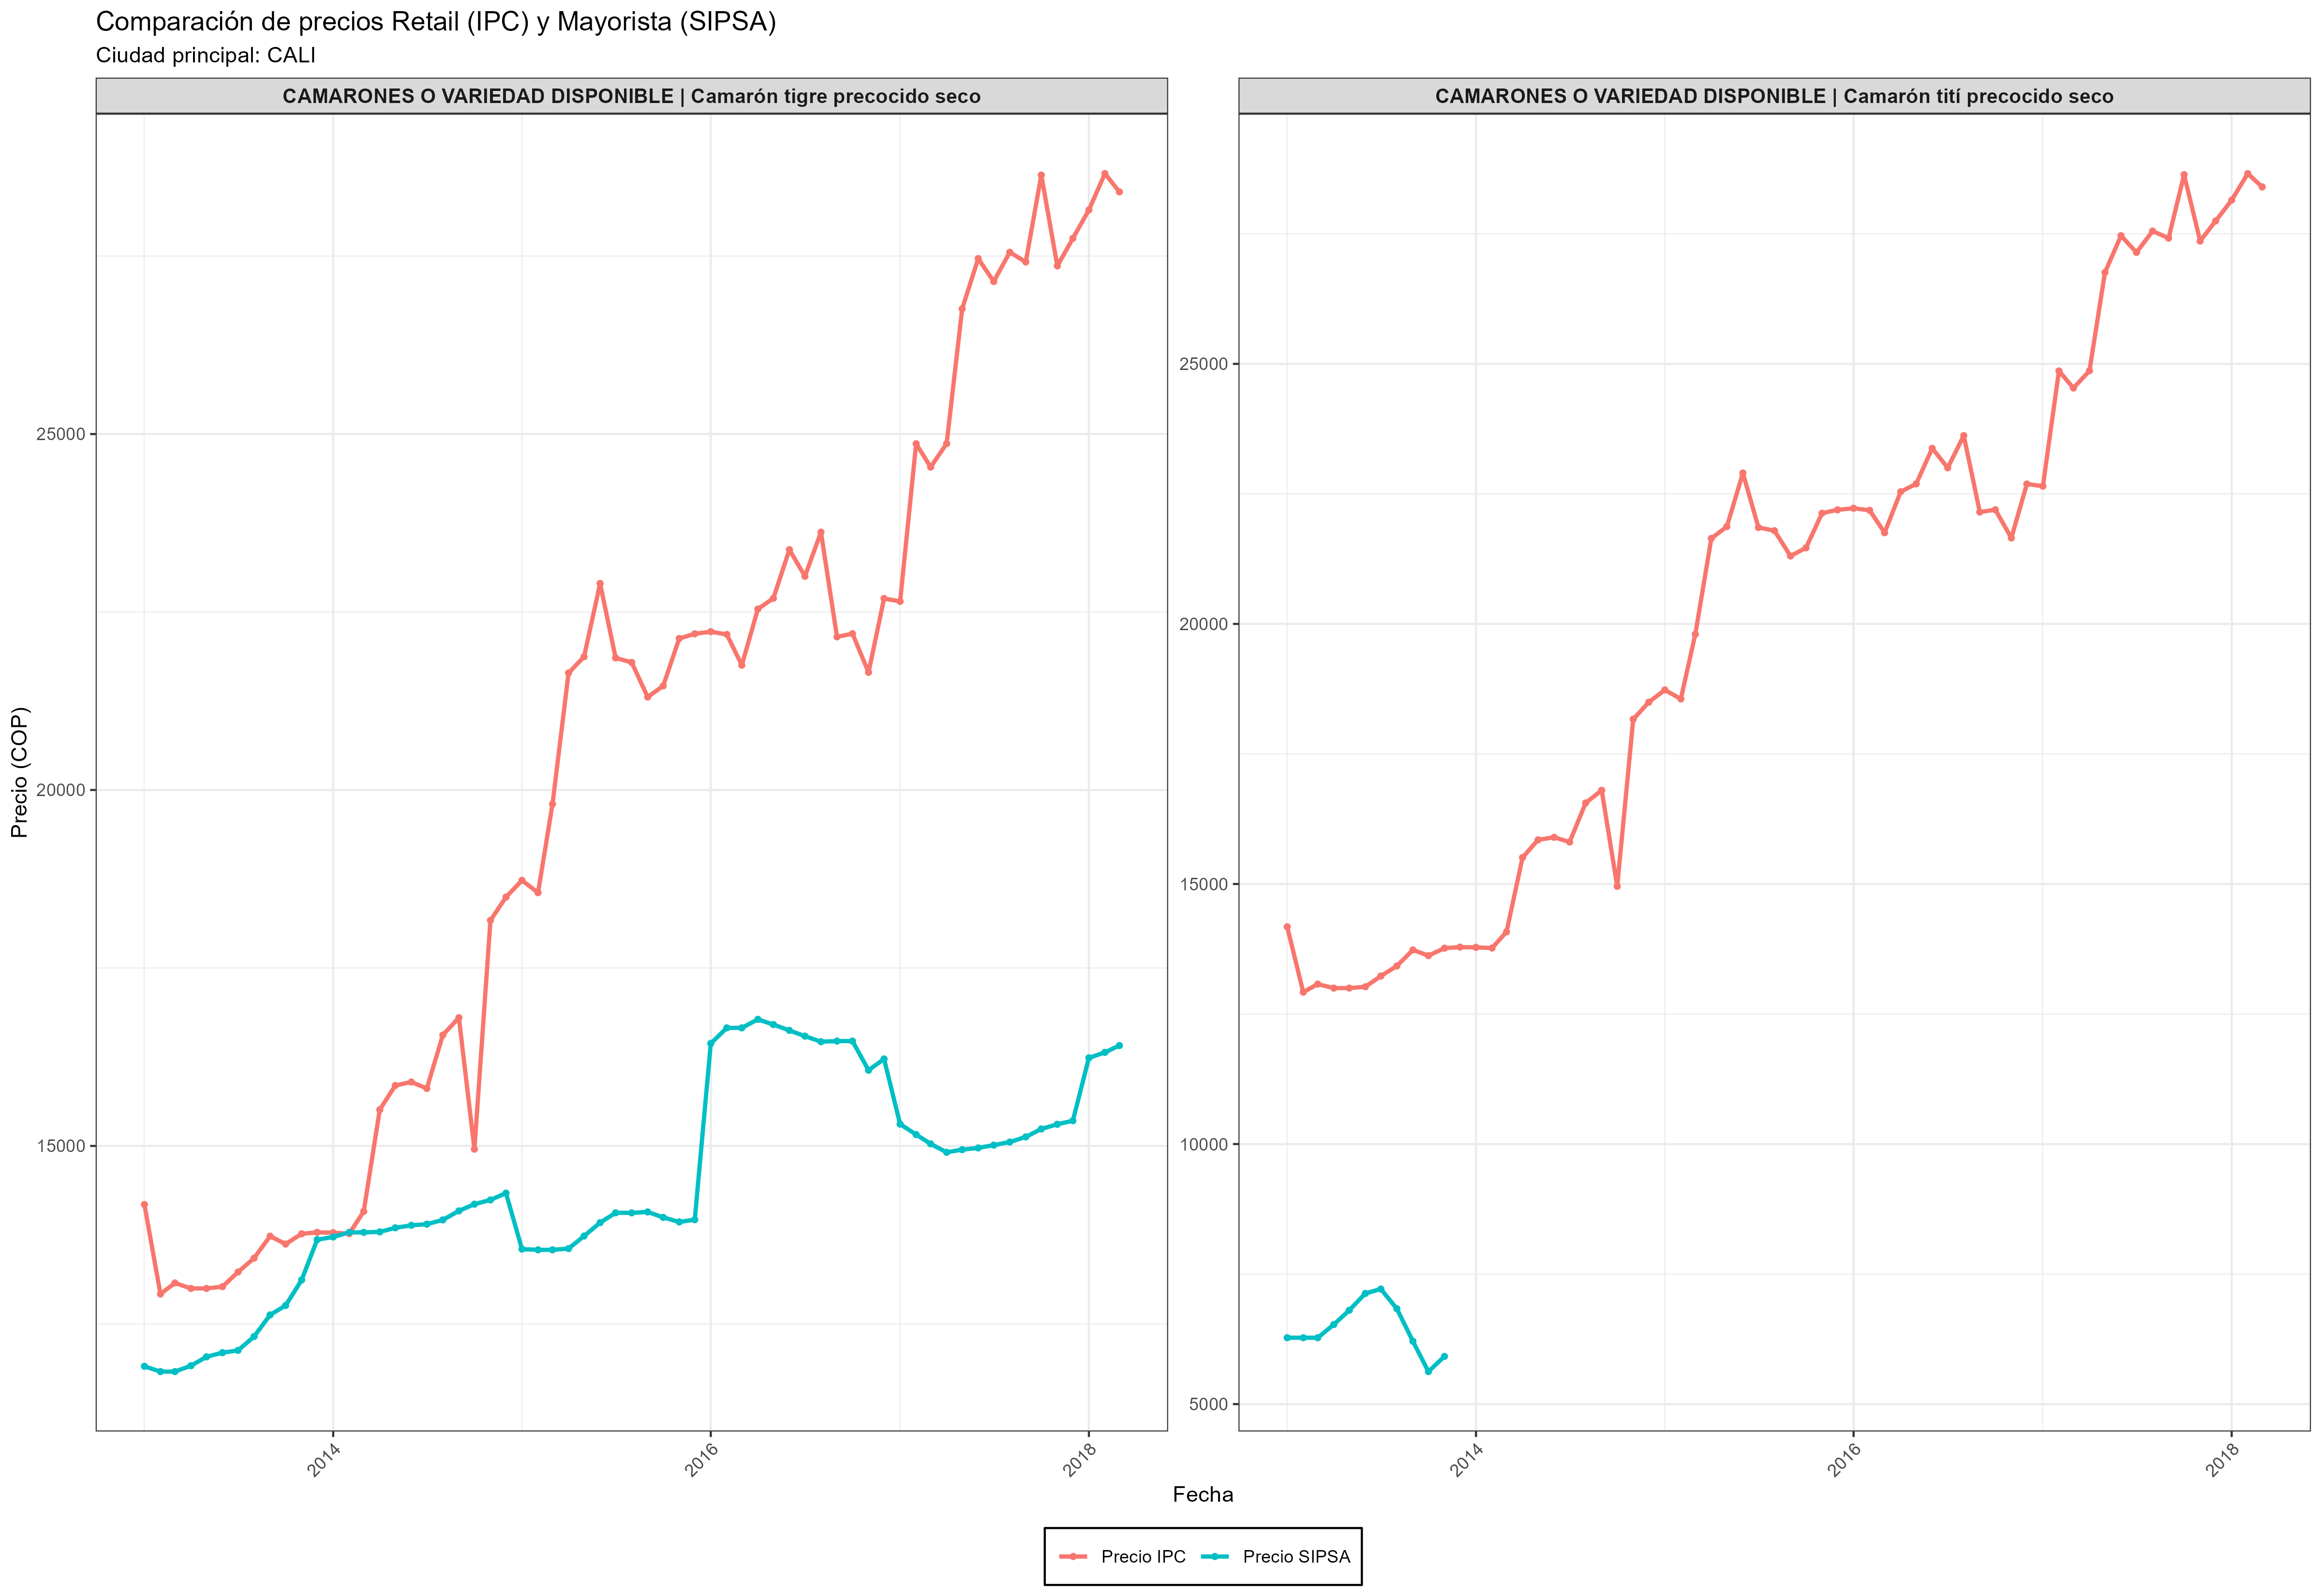 Comparación de precios Retail (IPC) y Mayorista (SIPSA)
Ciudad principal: CALI
CAMARONES O VARIEDAD DISPONIBLE | Camarón tigre precocido seco
CAMARONES O VARIEDAD DISPONIBLE | Camarón tití precocido seco
Precio (COP)
25000
20000
15000
25000
20000
15000
10000
5000
2014
2016
2018
2014
2016
2018
Fecha
Precio IPC
Precio SIPSA